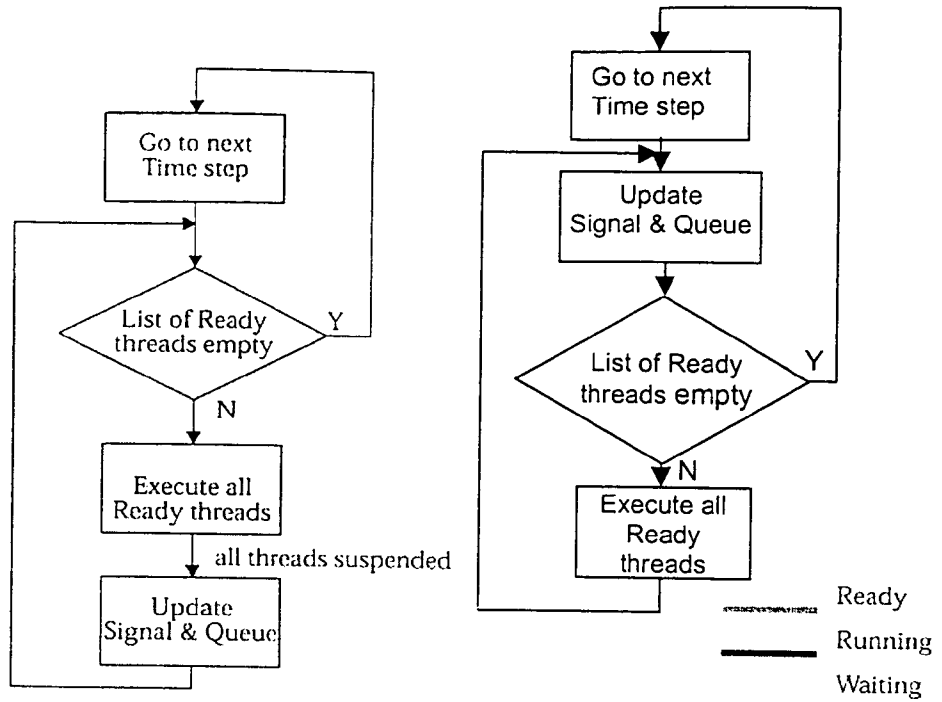 Go to next
Time step
List of Ready
threads empty
Y
N
Execute all
Ready threads
all threads suspended
Update
Signal & Queue
Go to next
Time step
Update
Signal & Queue
List of Ready
threads empty
Y
N
Execute all
Ready
threads
Ready
Running
Waiting